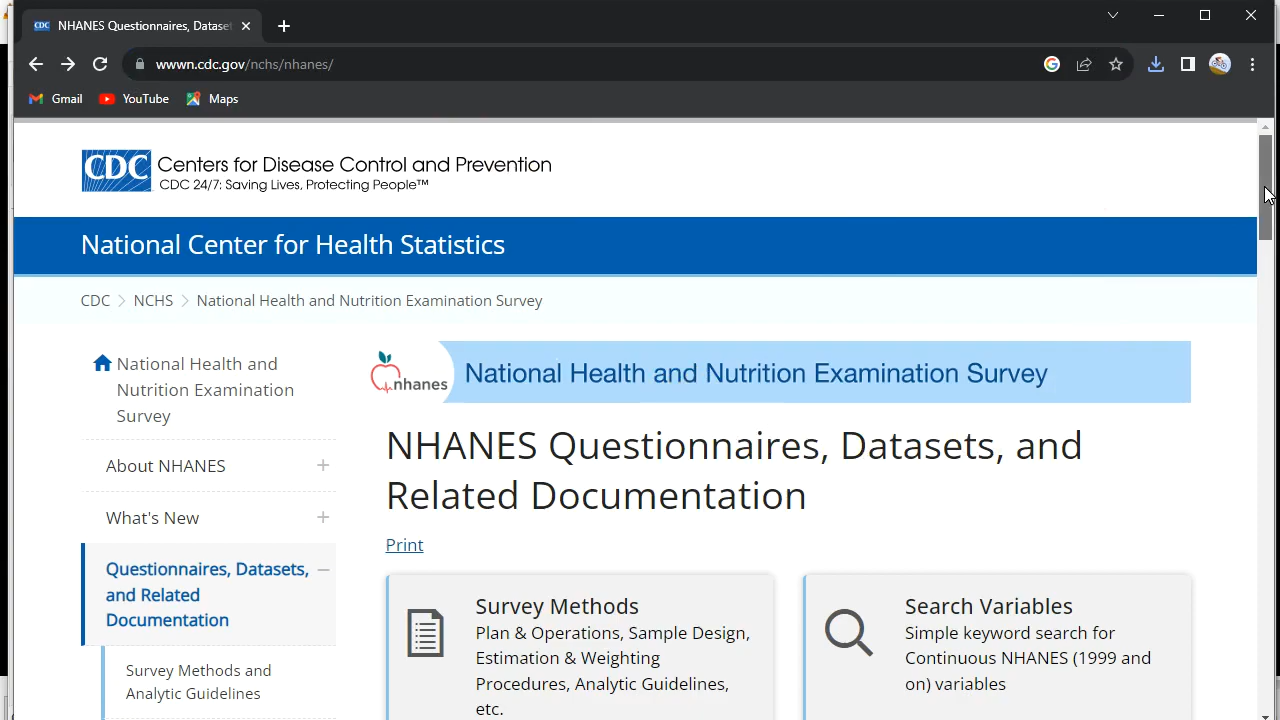 CDC NHANES Questionnaires, Dataset
wwwn.cdc.gov/nchs/nhanes/
Gmail YouTube Maps
CDC Centers for Disease Control and Prevention
CDC 24/7: Saving Lives, Protecting People™
National Center for Health Statistics
CDC NCHS National Health and Nutrition Examination Survey
National Health and
Nutrition Examination
Survey
About NHANES
What's New
Questionnaires, Datasets,
and Related
Documentation
Survey Methods and
Analytic Guidelines
nhanes National Health and Nutrition Examination Survey
NHANES Questionnaires, Datasets, and
Related Documentation
Print
Survey Methods
Plan & Operations, Sample Design,
Estimation & Weighting
Procedures, Analytic Guidelines,
etc.
Search Variables
Simple keyword search for
Continuous NHANES (1999 and
on) variables